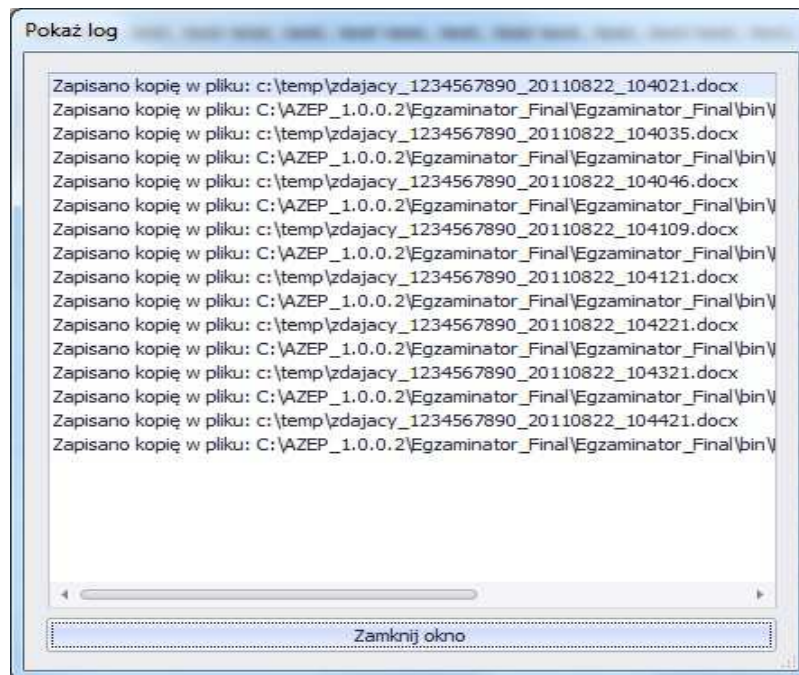 Pokaż log
Zapisano kopię w pliku: c:\temp\zdajacy_1234567890_20110822_104021.docx
Zapisano kopię w pliku: C:\AZEP_1.0.0.2\Egzaminator_Final\Egzaminator_Final\bin\
Zapisano kopię w pliku: c:\temp\zdajacy_1234567890_20110822_104035.docx
Zapisano kopię w pliku: C:\AZEP_1.0.0.2\Egzaminator_Final\Egzaminator_Final\bin\
Zapisano kopię w pliku: c:\temp\zdajacy_1234567890_20110822_104046.docx
Zapisano kopię w pliku: C:\AZEP_1.0.0.2\Egzaminator_Final\Egzaminator_Final\bin\
Zapisano kopię w pliku: c:\temp\zdajacy_1234567890_20110822_104109.docx
Zapisano kopię w pliku: C:\AZEP_1.0.0.2\Egzaminator_Final\Egzaminator_Final\bin\
Zapisano kopię w pliku: c:\temp\zdajacy_1234567890_20110822_104121.docx
Zapisano kopię w pliku: C:\AZEP_1.0.0.2\Egzaminator_Final\Egzaminator_Final\bin\
Zapisano kopię w pliku: c:\temp\zdajacy_1234567890_20110822_104221.docx
Zapisano kopię w pliku: C:\AZEP_1.0.0.2\Egzaminator_Final\Egzaminator_Final\bin\
Zapisano kopię w pliku: c:\temp\zdajacy_1234567890_20110822_104321.docx
Zapisano kopię w pliku: C:\AZEP_1.0.0.2\Egzaminator_Final\Egzaminator_Final\bin\
Zapisano kopię w pliku: c:\temp\zdajacy_1234567890_20110822_104421.docx
Zapisano kopię w pliku: C:\AZEP_1.0.0.2\Egzaminator_Final\Egzaminator_Final\bin\
Zamknij okno